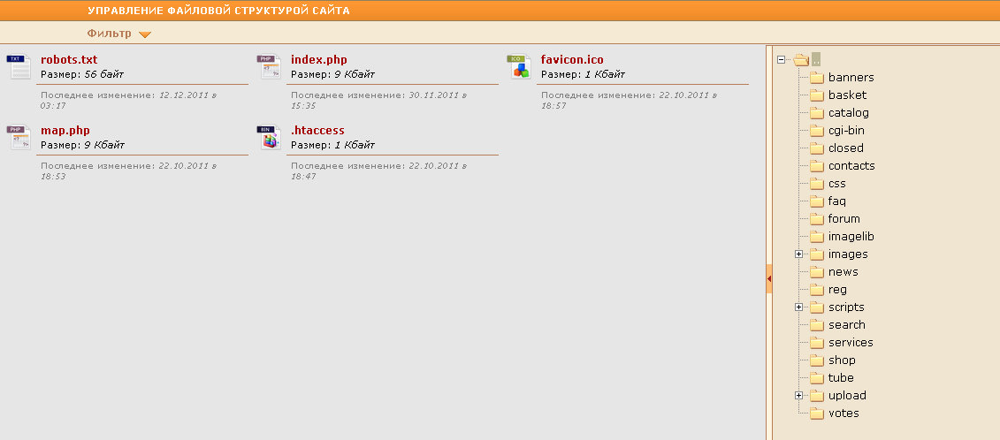 УПРАВЛЕНИЕ ФАЙЛОВОЙ СТРУКТУРОЙ САЙТА
Фильтр
TXT
robots.txt
Размер: 56 байт
Последнее изменение: 12.12.2011 в
03:17
PHP
index.php
Размер: 9 Кбайт
Последнее изменение: 30.11.2011 в
15:35
ICO
favicon.ico
Размер: 1 Кбайт
Последнее изменение: 22.10.2011 в
18:57
PHP
map.php
Размер: 9 Кбайт
Последнее изменение: 22.10.2011 в
18:53
BIN
.htaccess
Размер: 1 Кбайт
Последнее изменение: 22.10.2011 в
18:47
..
banners
basket
catalog
cgi-bin
closed
contacts
css
faq
forum
imagelib
images
news
reg
scripts
search
services
shop
tube
upload
votes